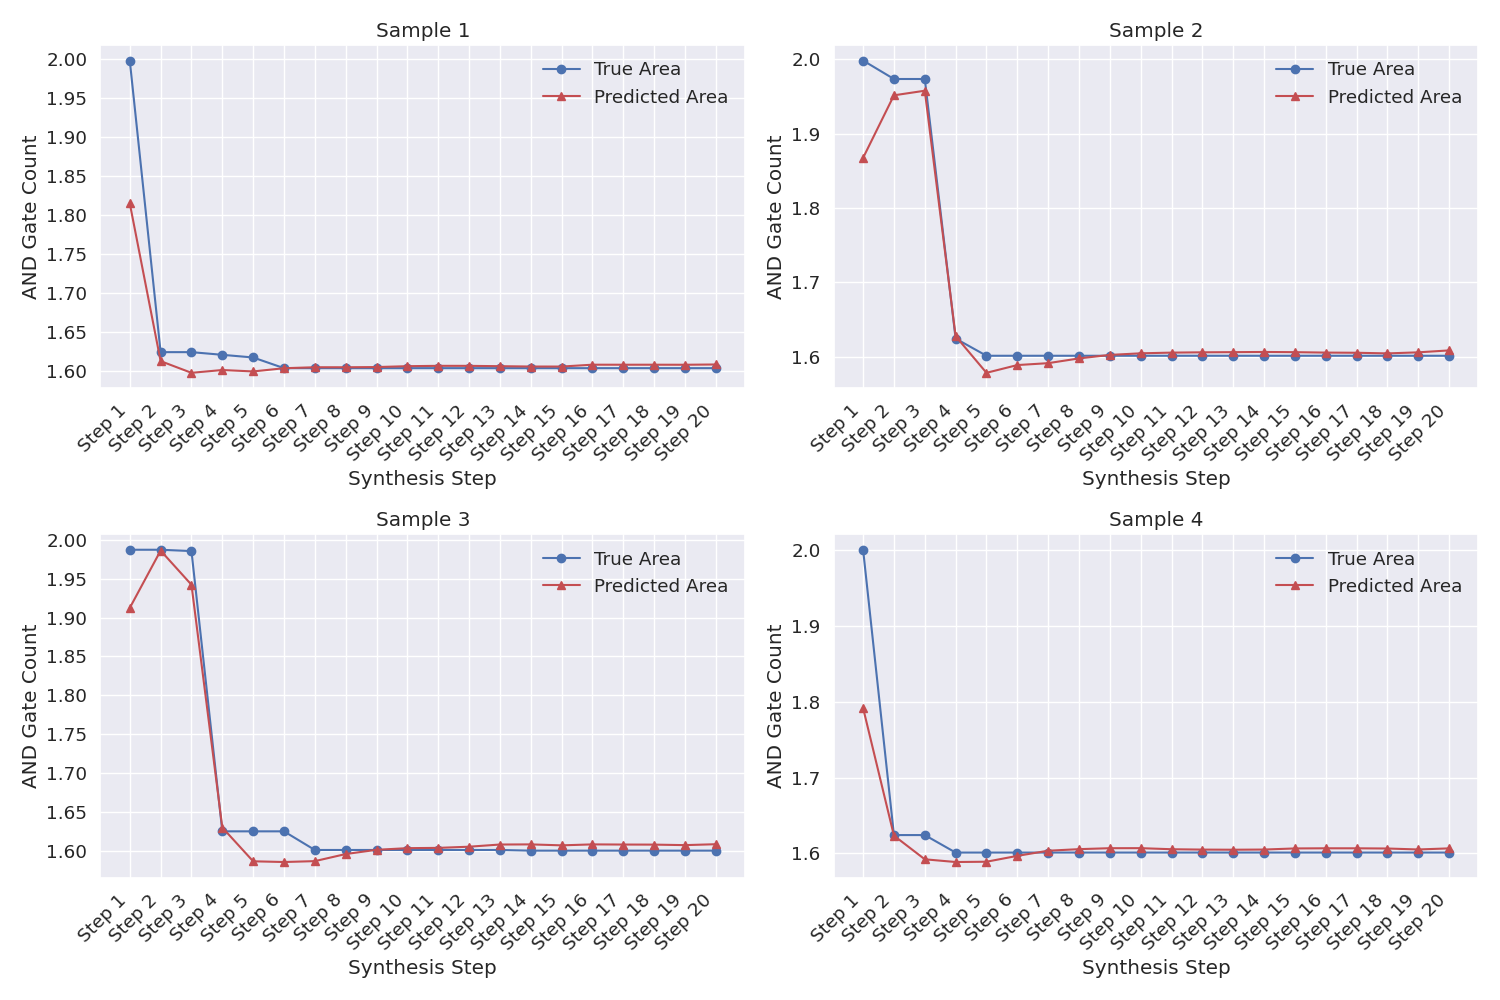 Sample 1
True Area
Predicted Area
AND Gate Count
2.00
1.95
1.90
1.85
1.80
1.75
1.70
1.65
1.60
Step 1
Step 2
Step 3
Step 4
Step 5
Step 6
Step 7
Step 8
Step 9
Step 10
Step 11
Step 12
Step 13
Step 14
Step 15
Step 16
Step 17
Step 18
Step 19
Step 20
Synthesis Step
Sample 2
True Area
Predicted Area
AND Gate Count
2.0
1.9
1.8
1.7
1.6
Step 1
Step 2
Step 3
Step 4
Step 5
Step 6
Step 7
Step 8
Step 9
Step 10
Step 11
Step 12
Step 13
Step 14
Step 15
Step 16
Step 17
Step 18
Step 19
Step 20
Synthesis Step
Sample 3
True Area
Predicted Area
AND Gate Count
2.00
1.95
1.90
1.85
1.80
1.75
1.70
1.65
1.60
Step 1
Step 2
Step 3
Step 4
Step 5
Step 6
Step 7
Step 8
Step 9
Step 10
Step 11
Step 12
Step 13
Step 14
Step 15
Step 16
Step 17
Step 18
Step 19
Step 20
Synthesis Step
Sample 4
True Area
Predicted Area
AND Gate Count
2.0
1.9
1.8
1.7
1.6
Step 1
Step 2
Step 3
Step 4
Step 5
Step 6
Step 7
Step 8
Step 9
Step 10
Step 11
Step 12
Step 13
Step 14
Step 15
Step 16
Step 17
Step 18
Step 19
Step 20
Synthesis Step